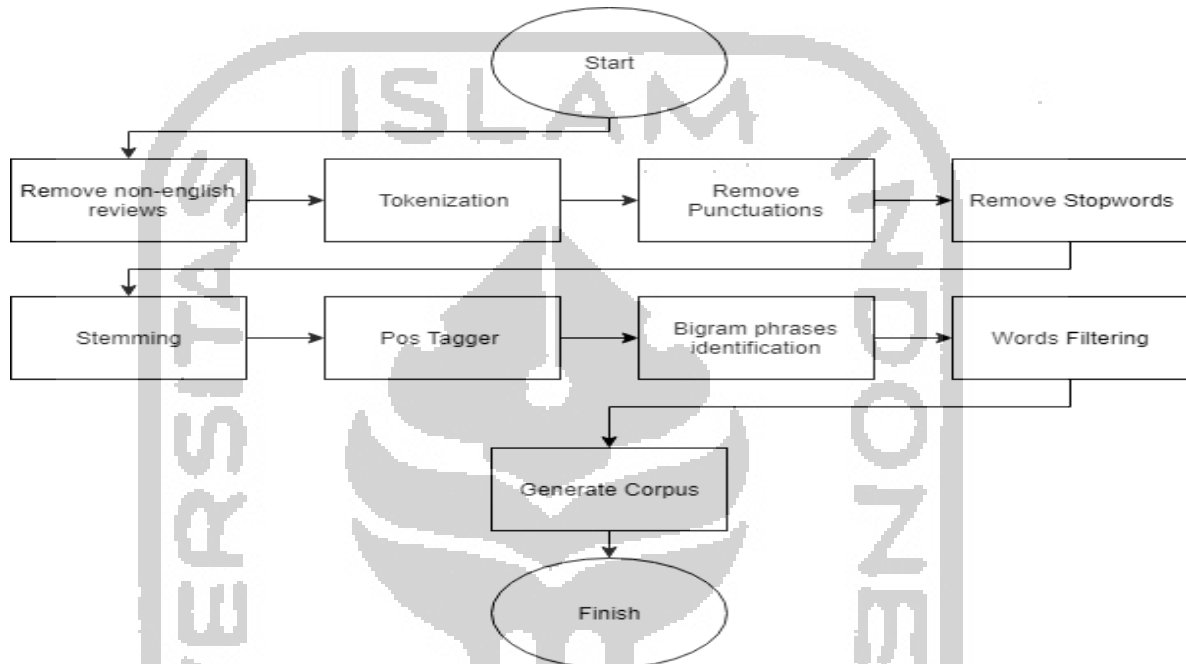 Start
ISLAM
Remove non-english
reviews
Tokenization
Remove
Punctuations
Remove Stopwords
Stemming
Pos Tagger
Bigram phrases
identification
Words Filtering
Generate Corpus
Finish